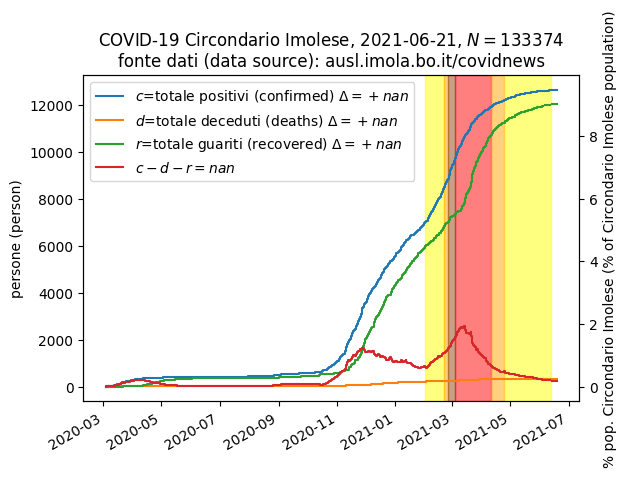 COVID-19 Circondario Imolese, 2021-06-21, N = 133374
fonte dati (data source): ausl.imola.bo.it/covidnews
c=totale positivi (confirmed) Δ = + nan
d=totale deceduti (deaths) Δ = + nan
r=totale guariti (recovered) Δ = + nan
c − d − r = nan
persone (person)
12000
10000
8000
6000
4000
2000
0
8
6
4
2
0
% pop. Circondario Imolese (% of Circondario Imolese population)
2020-03
2020-05
2020-07
2020-09
2020-11
2021-01
2021-03
2021-05
2021-07